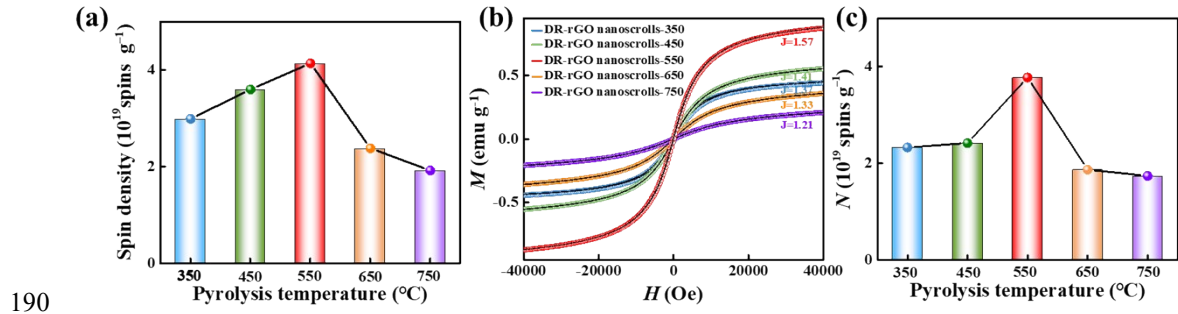 (a)
Spin density (10¹⁹ spins g⁻¹)
4
2
0
350 450 550 650 750
Pyrolysis temperature (°C)
(b)
M (emu g⁻¹)
0.5
0.0
-0.5
DR-rGO nanoscrolls-350
DR-rGO nanoscrolls-450
DR-rGO nanoscrolls-550
DR-rGO nanoscrolls-650
DR-rGO nanoscrolls-750
J=1.57
J=1.41
J=1.37
J=1.33
J=1.21
-40000 -20000 0 20000 40000
H (Oe)
(c)
N (10¹⁹ spins g⁻¹)
4
2
0
350 450 550 650 750
Pyrolysis temperature (°C)
190